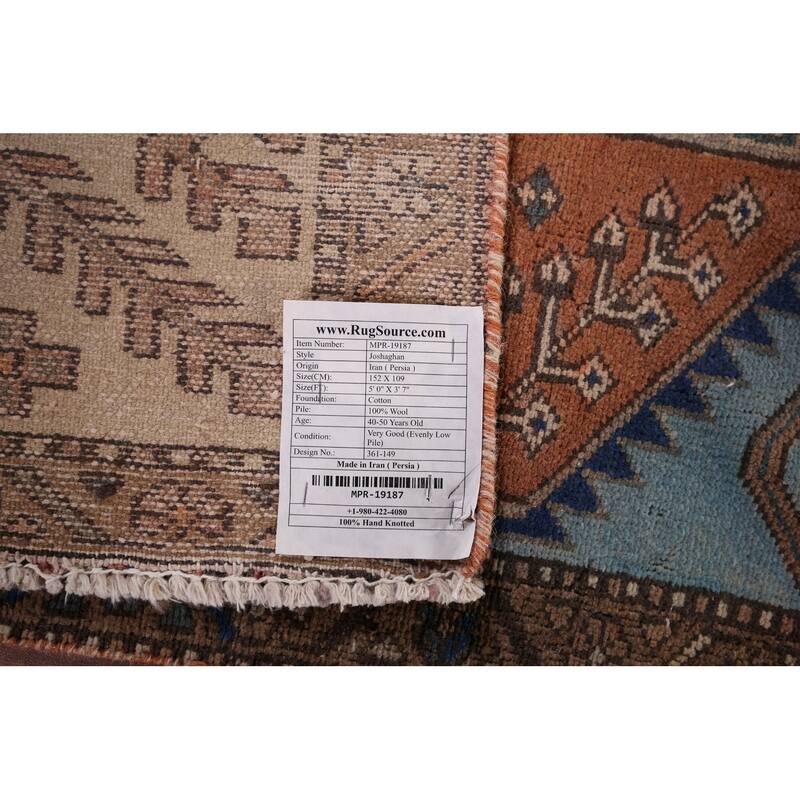 www.RugSource.com
Item Number: MPR-19187
Style Joshaghan
Origin Iran ( Persia )
Size(CM): 152 X 109
Size(FT): 5' 0" X 3' 7"
Foundation: Cotton
Pile: 100% Wool
Age: 40-50 Years Old
Condition: Very Good (Evenly Low
Pile)
Design No.: 361-149
Made in Iran ( Persia )
MPR-19187
+1-980-422-4080
100% Hand Knotted